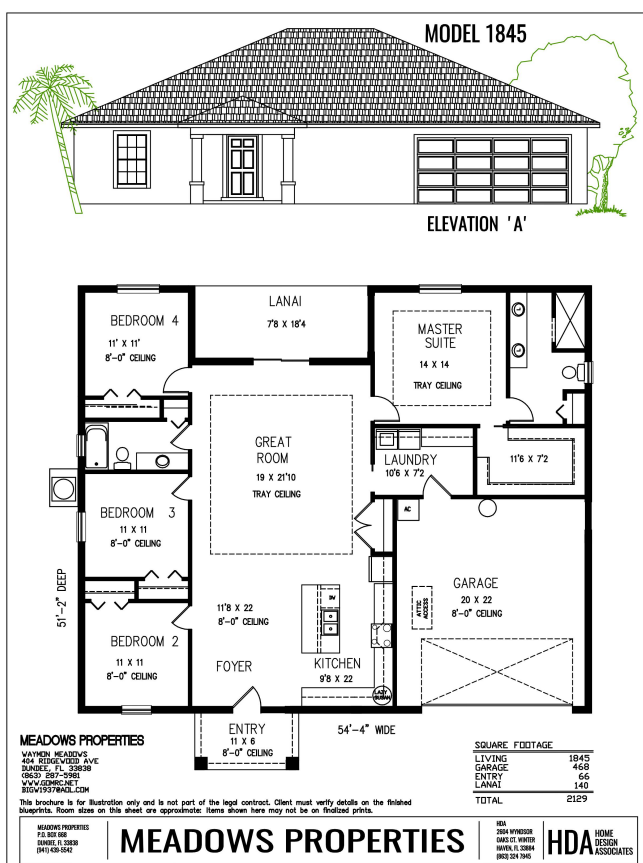 MODEL 1845
ELEVATION 'A'
LANAI
7'8 X 18'4
BEDROOM 4
11' X 11'
8'-0" CEILING
MASTER
SUITE
14 X 14
TRAY CEILING
GREAT
ROOM
19 X 21'10
TRAY CEILING
LAUNDRY
10'6 X 7'2
11'6 X 7'2
BEDROOM 3
11 X 11
8'-0" CEILING
AC
GARAGE
20 X 22
8'-0" CEILING
ATTIC
ACCESS
51'-2" DEEP
11'8 X 22
8'-0" CEILING
DW
BEDROOM 2
11 X 11
8'-0" CEILING
FOYER
KITCHEN
9'8 X 22
LAZY
SUSAN
ENTRY
11 X 6
8'-0" CEILING
54'-4" WIDE
MEADOWS PROPERTIES
WAYMON MEADOWS
404 RIDGEWOOD AVE
DUNDEE, FL 33838
(863) 287-5981
WWW.GDMRC.NET
BIGW1937@AOL.COM
SQUARE FOOTAGE
LIVING 1845
GARAGE 468
ENTRY 66
LANAI 140
TOTAL 2129
This brochure is for illustration only and is not part of the legal contract. Client must verify details on the finished
blueprints. Room sizes on this sheet are approximate: Items shown here may not be on finalized prints.
MEADOWS PROPERTIES
P.O. BOX 668
DUNDEE, FL 33838
(941) 439-5542
MEADOWS PROPERTIES
HDA
2604 WYNDSOR
OAKS CT. WINTER
HAVEN, FL 33884
(863) 324 7945
HDA HOME
DESIGN
ASSOCIATES